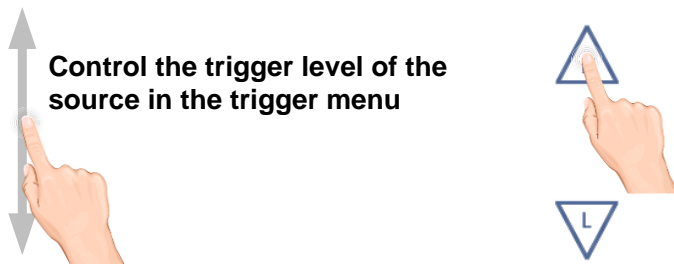 Control the trigger level of the
source in the trigger menu
L